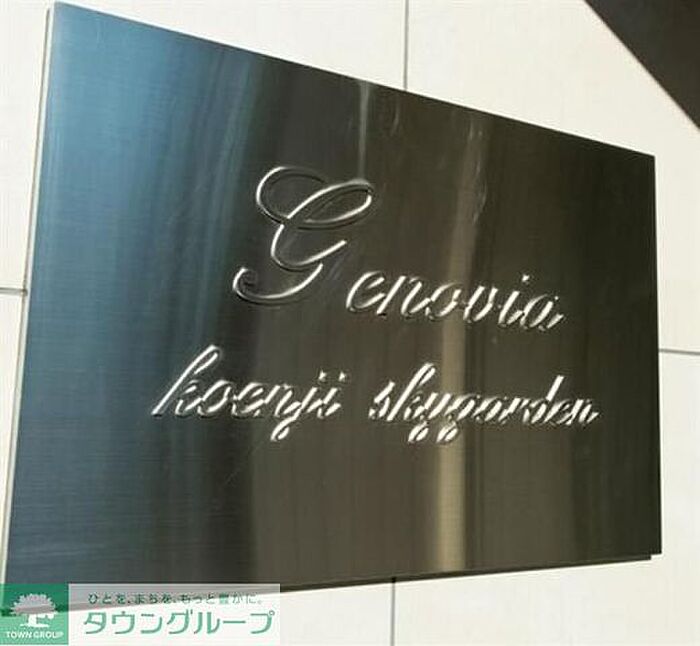 Genovia
koenji skygarden
ひとを、まちを、もっと豊かに。
タウングループ
TOWN GROUP